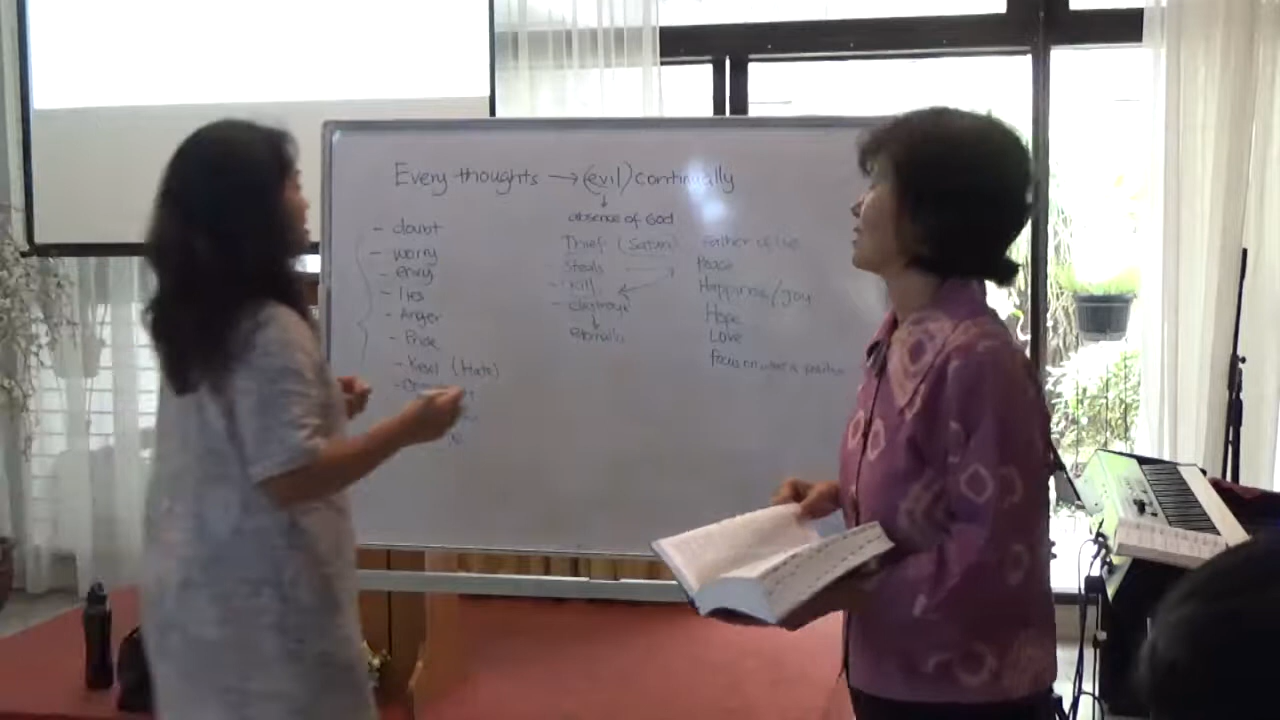 Every thoughts → (evil) continually
↓
absence of God
- doubt
- worry
- envy
- lies
- Anger
- Pride
- Kesal (Hate)
Thief (Satan) Father of lies
steals
- kill
- destroys
↓
Peace
Happiness/joy
Hope
Love
focus on what is positive